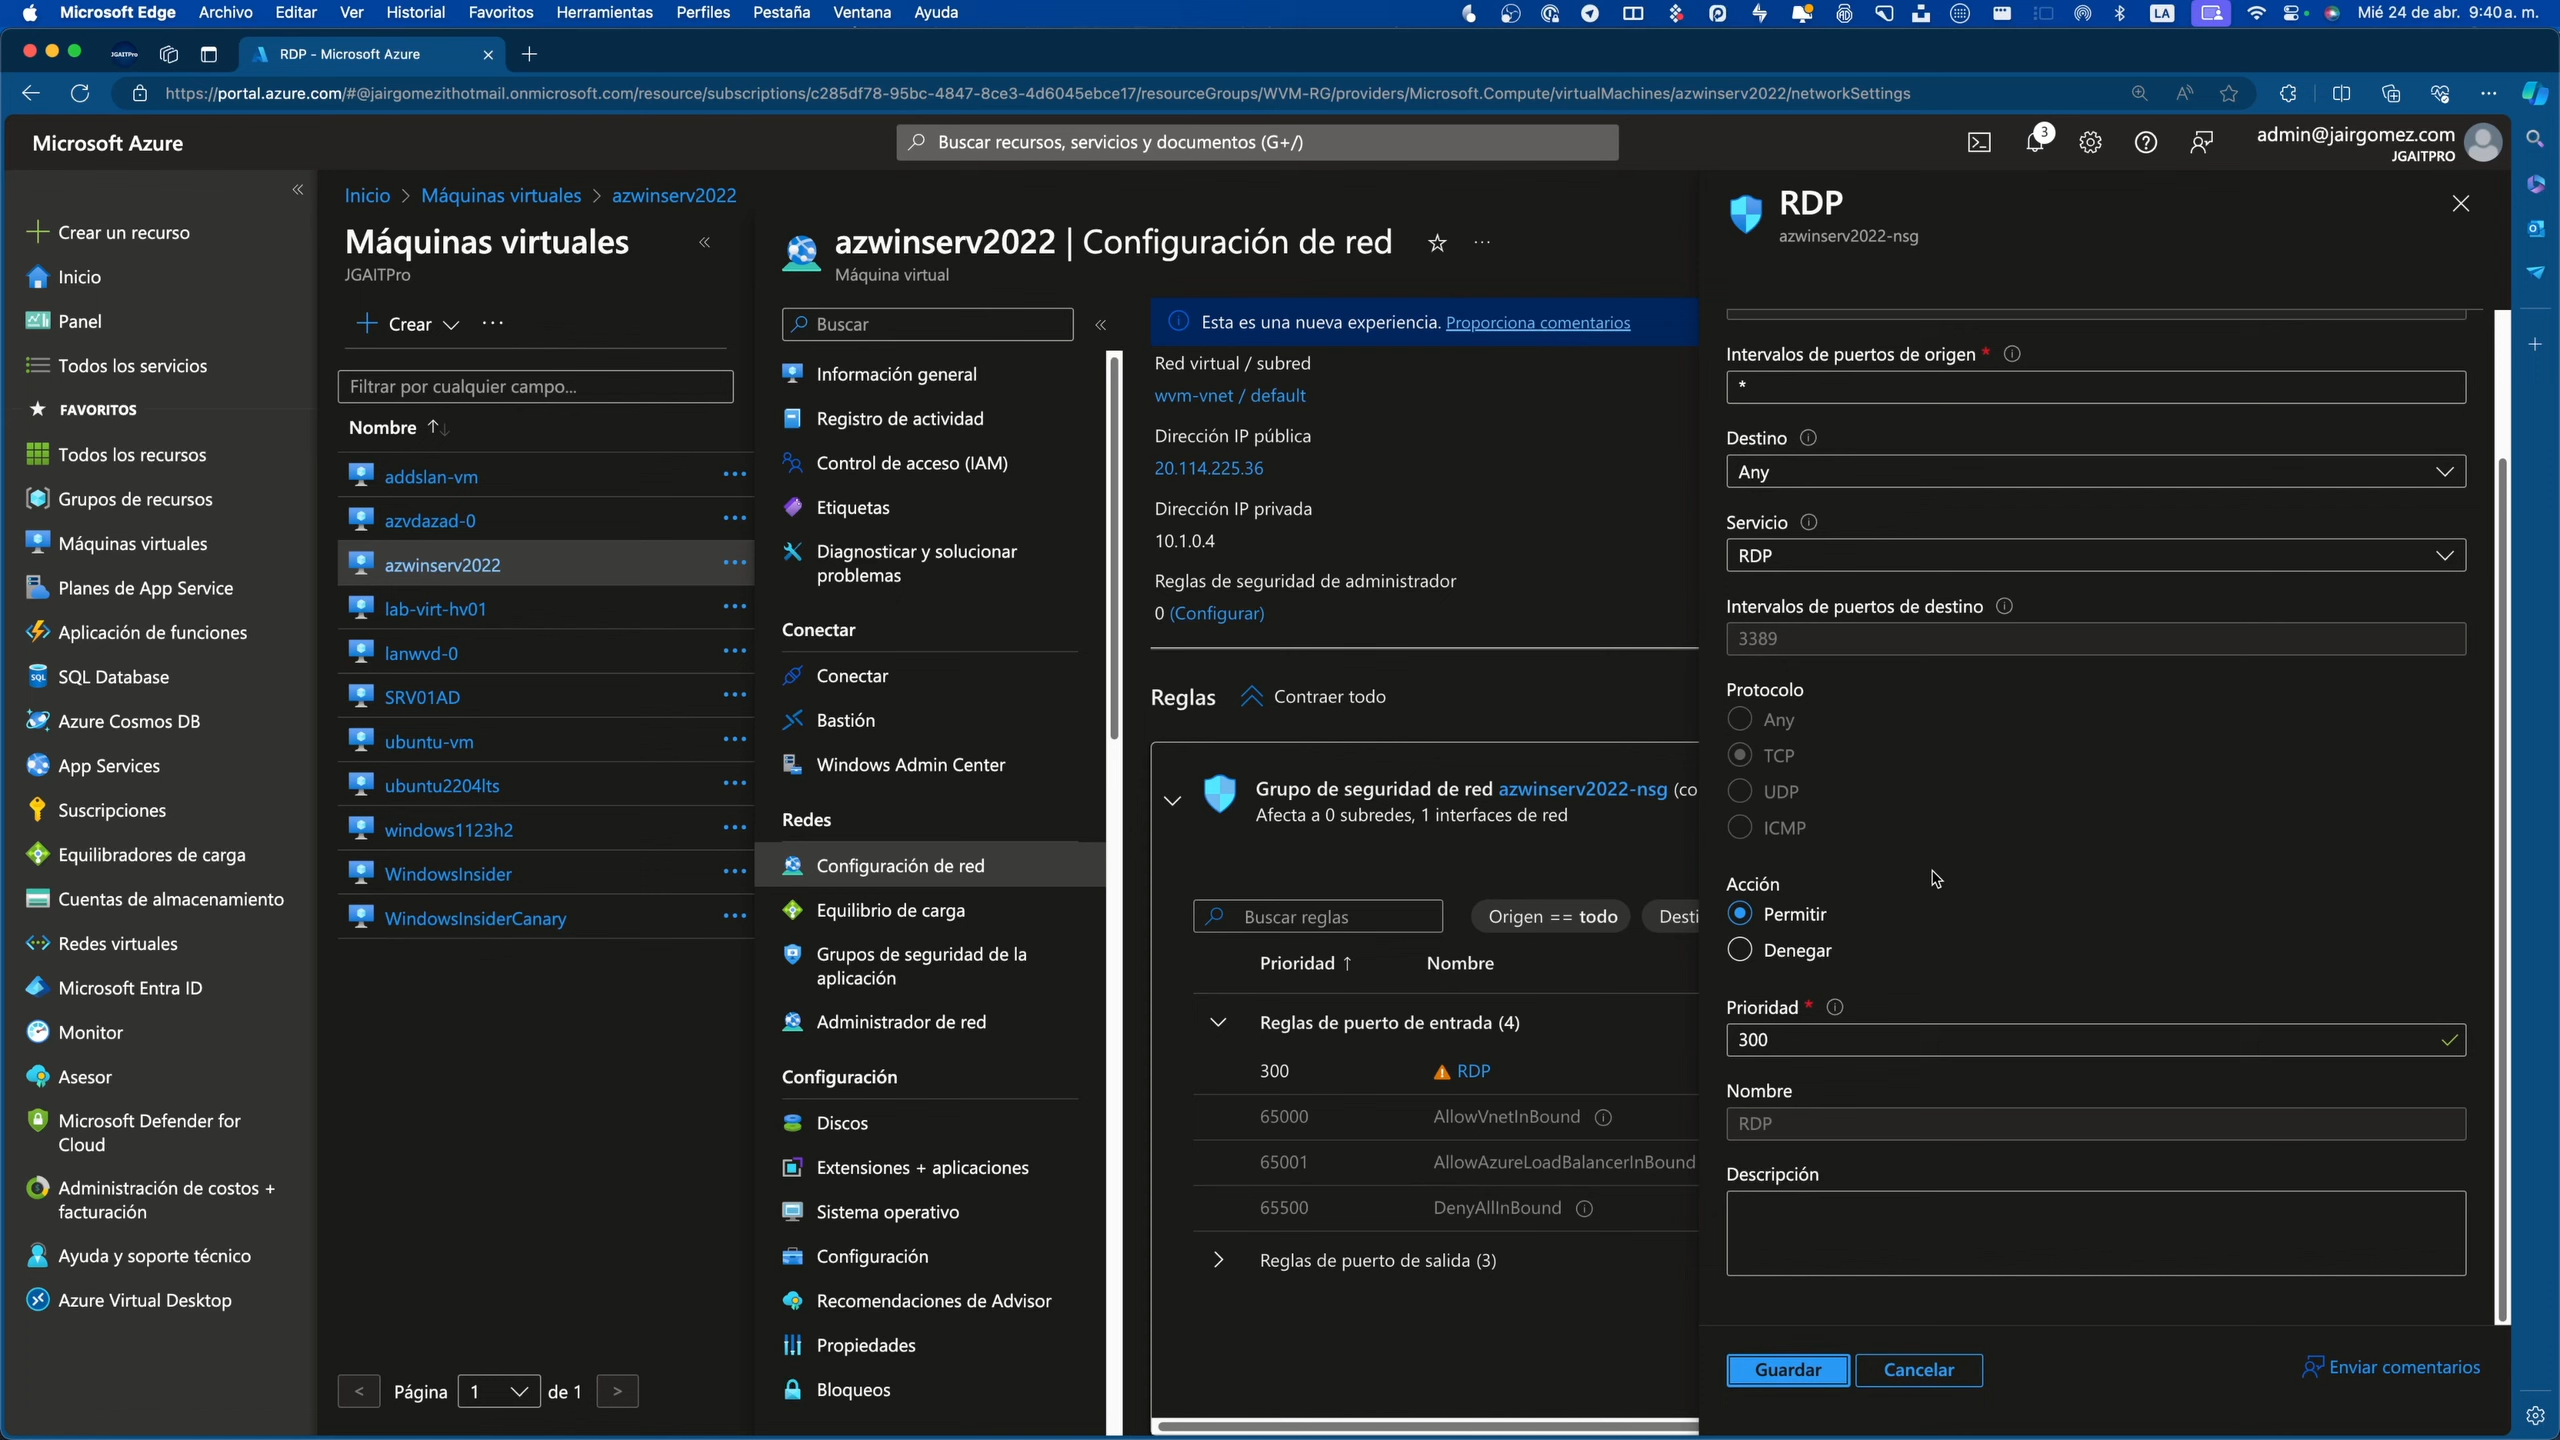 Microsoft Edge Archivo Editar Ver Historial Favoritos Herramientas Perfiles Pestaña Ventana Ayuda
LA Mié 24 de abr. 9:40 a. m.
JGAITPro RDP - Microsoft Azure
https://portal.azure.com/#@jairgomezithotmail.onmicrosoft.com/resource/subscriptions/c285df78-95bc-4847-8ce3-4d6045ebce17/resourceGroups/WVM-RG/providers/Microsoft.Compute/virtualMachines/azwinserv2022/networkSettings
Microsoft Azure
Buscar recursos, servicios y documentos (G+/)
3
admin@jairgomez.com
JGAITPRO
Crear un recurso
Inicio
Panel
Todos los servicios
FAVORITOS
Todos los recursos
Grupos de recursos
Máquinas virtuales
Planes de App Service
Aplicación de funciones
SQL Database
Azure Cosmos DB
App Services
Suscripciones
Equilibradores de carga
Cuentas de almacenamiento
Redes virtuales
Microsoft Entra ID
Monitor
Asesor
Microsoft Defender for
Cloud
Administración de costos +
facturación
Ayuda y soporte técnico
Azure Virtual Desktop
Inicio > Máquinas virtuales > azwinserv2022
Máquinas virtuales
JGAITPro
Crear
Filtrar por cualquier campo...
Nombre
addslan-vm
azvdazad-0
azwinserv2022
lab-virt-hv01
lanwvd-0
SRV01AD
ubuntu-vm
ubuntu2204lts
windows1123h2
WindowsInsider
WindowsInsiderCanary
< Página 1 de 1 >
azwinserv2022 | Configuración de red
Máquina virtual
Buscar
Información general
Registro de actividad
Control de acceso (IAM)
Etiquetas
Diagnosticar y solucionar
problemas
Conectar
Conectar
Bastión
Windows Admin Center
Redes
Configuración de red
Equilibrio de carga
Grupos de seguridad de la
aplicación
Administrador de red
Configuración
Discos
Extensiones + aplicaciones
Sistema operativo
Configuración
Recomendaciones de Advisor
Propiedades
Bloqueos
Esta es una nueva experiencia. Proporciona comentarios
Red virtual / subred
wvm-vnet / default
Dirección IP pública
20.114.225.36
Dirección IP privada
10.1.0.4
Reglas de seguridad de administrador
0 (Configurar)
Reglas Contraer todo
Grupo de seguridad de red azwinserv2022-nsg (co
Afecta a 0 subredes, 1 interfaces de red
Buscar reglas Origen == todo Desti
Prioridad ↑ Nombre
Reglas de puerto de entrada (4)
300 RDP
65000 AllowVnetInBound
65001 AllowAzureLoadBalancerInBound
65500 DenyAllInBound
Reglas de puerto de salida (3)
RDP
azwinserv2022-nsg
Intervalos de puertos de origen *
*
Destino
Any
Servicio
RDP
Intervalos de puertos de destino
3389
Protocolo
Any
TCP
UDP
ICMP
Acción
Permitir
Denegar
Prioridad *
300
Nombre
RDP
Descripción
Guardar Cancelar
Enviar comentarios